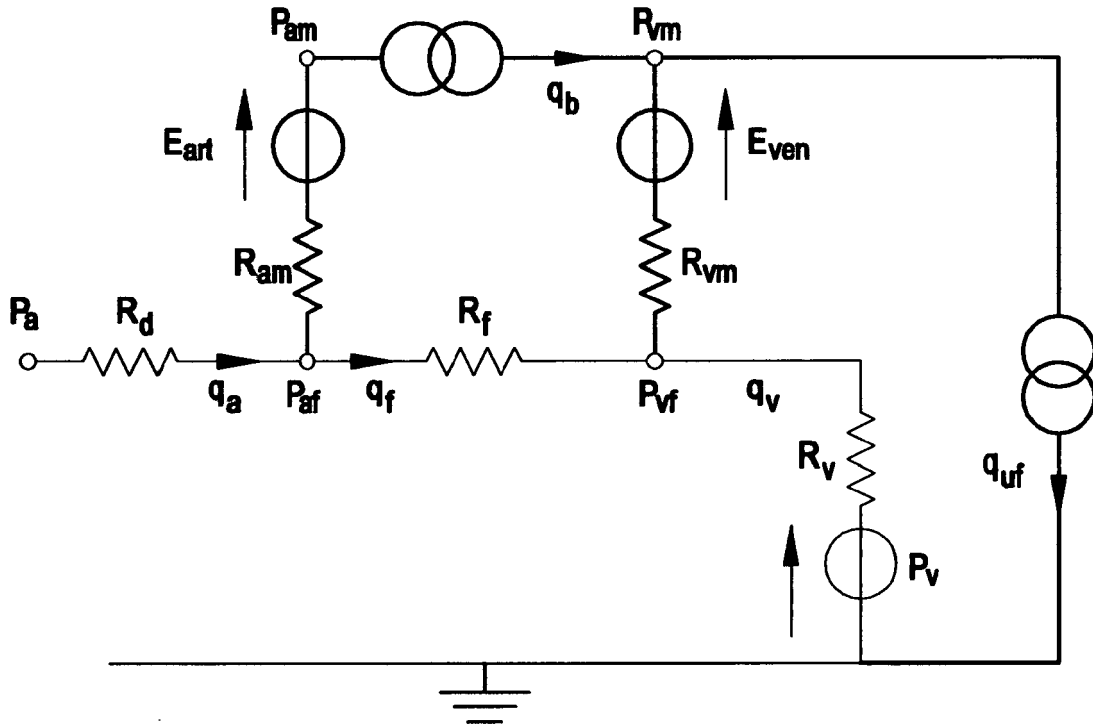 Pam
Rvm
qb
Eart
Even
Ram
Rvm
Pa
Rd
Rf
qa
Paf
qf
Pvf
qv
Rv
quf
Pv